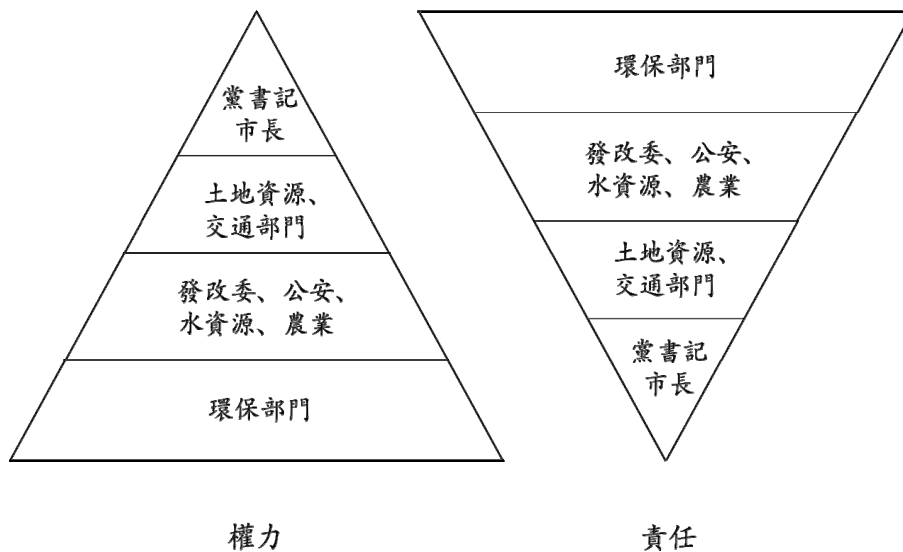 黨書記
市長
土地資源、
交通部門
發改委、公安、
水資源、農業
環保部門
權力
環保部門
發改委、公安、
水資源、農業
土地資源、
交通部門
黨書記
市長
責任